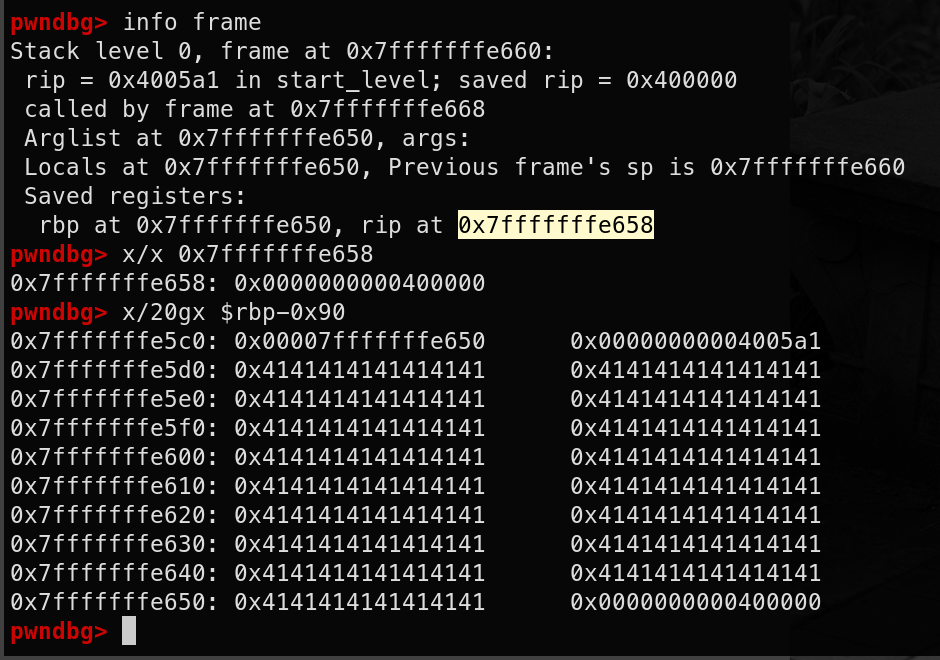 pwndbg> info frame
Stack level 0, frame at 0x7fffffffe660:
rip = 0x4005a1 in start_level; saved rip = 0x400000
called by frame at 0x7fffffffe668
Arglist at 0x7fffffffe650, args:
Locals at 0x7fffffffe650, Previous frame's sp is 0x7fffffffe660
Saved registers:
rbp at 0x7fffffffe650, rip at 0x7fffffffe658
pwndbg> x/x 0x7fffffffe658
0x7fffffffe658: 0x0000000000400000
pwndbg> x/20gx $rbp-0x90
0x7fffffffe5c0: 0x00007fffffffe650 0x00000000004005a1
0x7fffffffe5d0: 0x4141414141414141 0x4141414141414141
0x7fffffffe5e0: 0x4141414141414141 0x4141414141414141
0x7fffffffe5f0: 0x4141414141414141 0x4141414141414141
0x7fffffffe600: 0x4141414141414141 0x4141414141414141
0x7fffffffe610: 0x4141414141414141 0x4141414141414141
0x7fffffffe620: 0x4141414141414141 0x4141414141414141
0x7fffffffe630: 0x4141414141414141 0x4141414141414141
0x7fffffffe640: 0x4141414141414141 0x4141414141414141
0x7fffffffe650: 0x4141414141414141 0x0000000000400000
pwndbg>